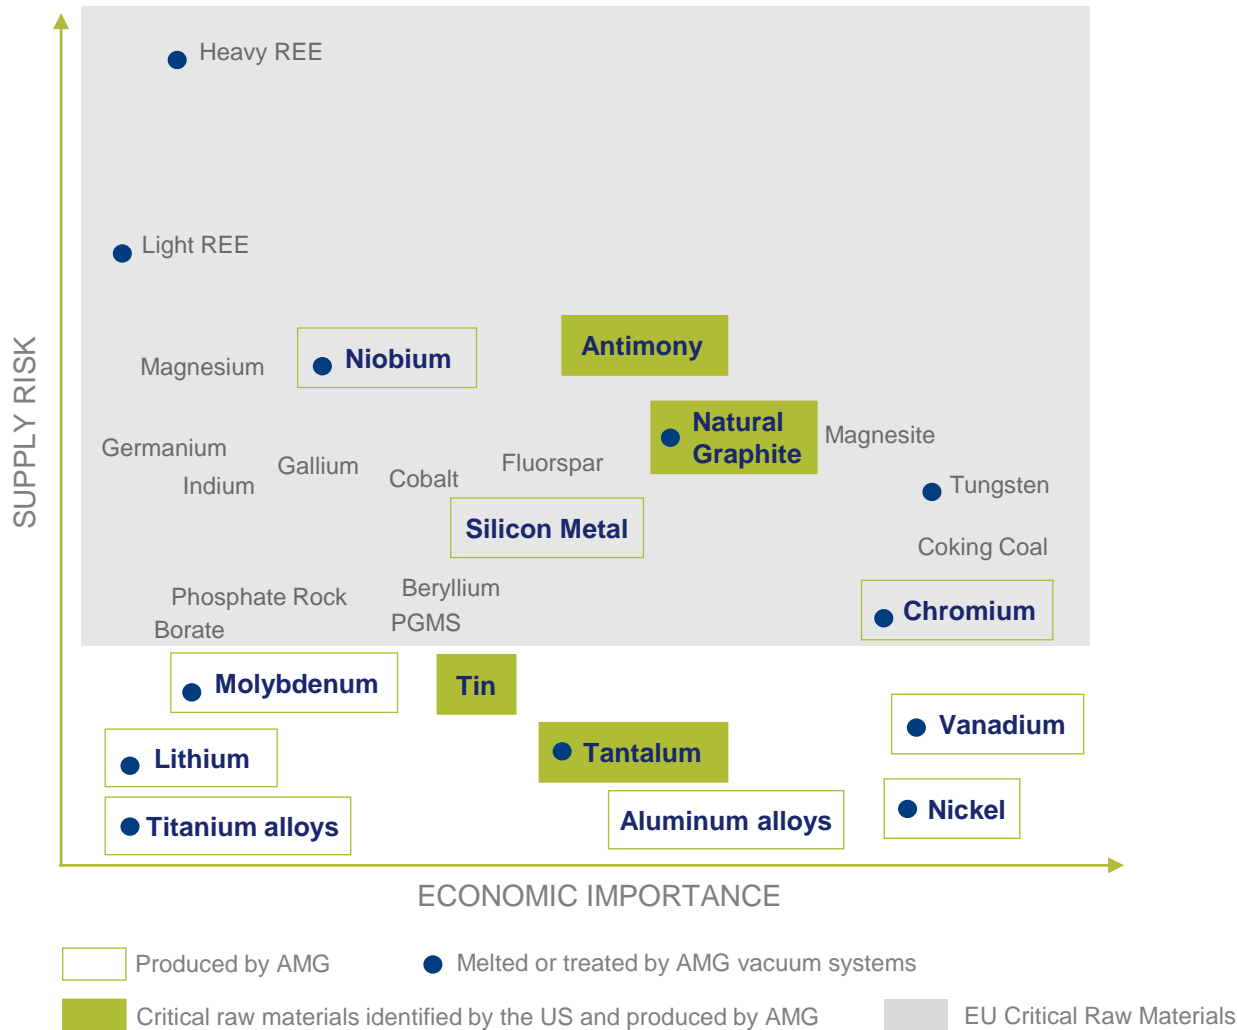 Heavy REE
Light REE
Antimony
Niobium
Magnesium
Natural
Graphite
Magnesite
Germanium
Fluorspar
Gallium
Cobalt
Indium
Tungsten
Silicon Metal
Coking Coal
Beryllium
Phosphate Rock
Chromium
PGMS
Borate
Molybdenum
Tin
Vanadium
Tantalum
Lithium
Nickel
Aluminum alloys
Titanium alloys
SUPPLY RISK
ECONOMIC IMPORTANCE
Produced by AMG
Melted or treated by AMG vacuum systems
Critical raw materials identified by the US and produced by AMG
EU Critical Raw Materials